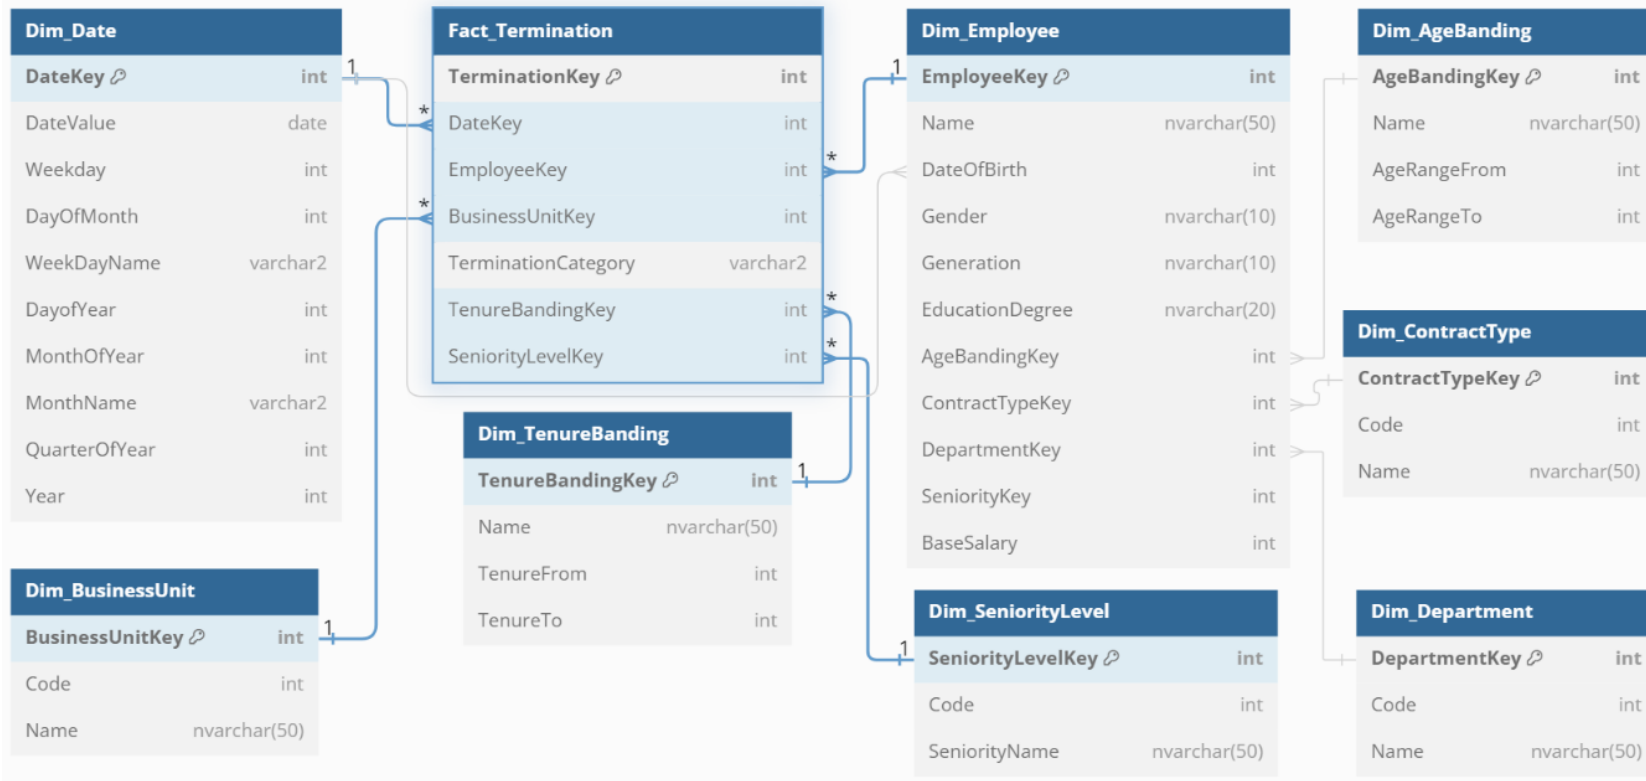 Dim_Date
DateKey int
DateValue date
Weekday int
DayOfMonth int
WeekDayName varchar2
DayofYear int
MonthOfYear int
MonthName varchar2
QuarterOfYear int
Year int
1
*
Fact_Termination
TerminationKey int
DateKey int
EmployeeKey int
BusinessUnitKey int
TerminationCategory varchar2
TenureBandingKey int
SeniorityLevelKey int
*
*
*
*
1
Dim_Employee
EmployeeKey int
Name nvarchar(50)
DateOfBirth int
Gender nvarchar(10)
Generation nvarchar(10)
EducationDegree nvarchar(20)
AgeBandingKey int
ContractTypeKey int
DepartmentKey int
SeniorityKey int
BaseSalary int
Dim_AgeBanding
AgeBandingKey int
Name nvarchar(50)
AgeRangeFrom int
AgeRangeTo int
Dim_ContractType
ContractTypeKey int
Code int
Name nvarchar(50)
Dim_TenureBanding
TenureBandingKey int
Name nvarchar(50)
TenureFrom int
TenureTo int
1
Dim_BusinessUnit
BusinessUnitKey int
Code int
Name nvarchar(50)
1
1
Dim_SeniorityLevel
SeniorityLevelKey int
Code int
SeniorityName nvarchar(50)
Dim_Department
DepartmentKey int
Code int
Name nvarchar(50)